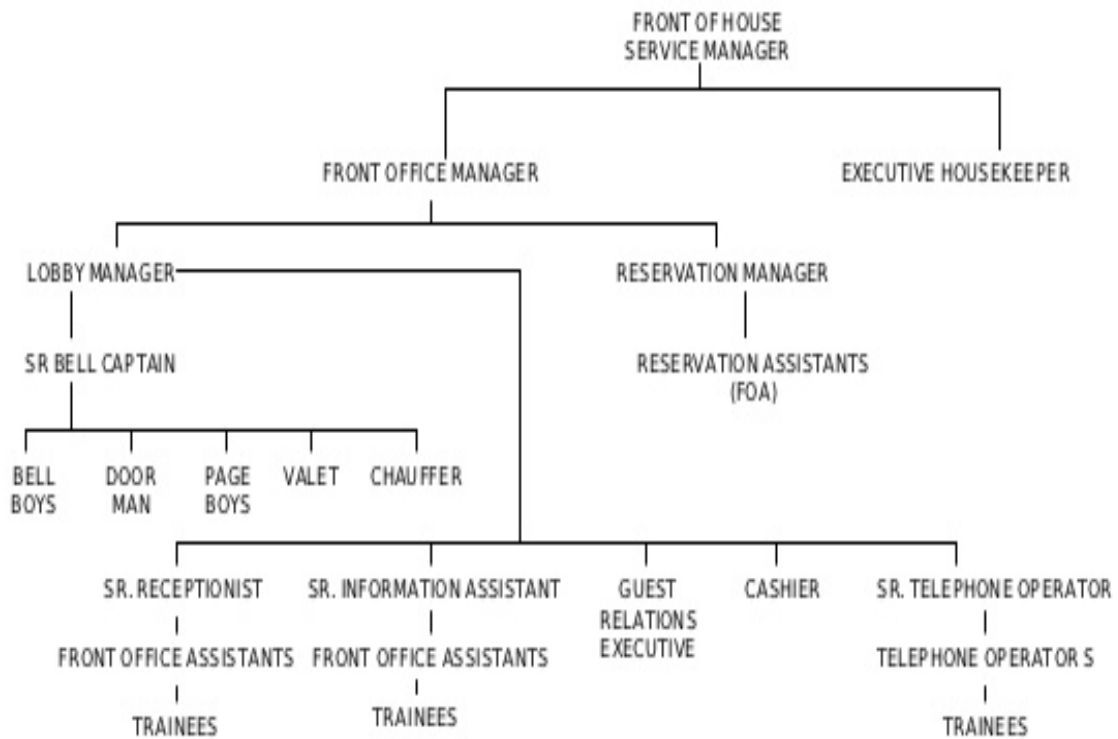 FRONT OF HOUSE
SERVICE MANAGER
FRONT OFFICE MANAGER
EXECUTIVE HOUSEKEEPER
LOBBY MANAGER
RESERVATION MANAGER
SR BELL CAPTAIN
RESERVATION ASSISTANTS
(FOA)
BELL
BOYS
DOOR
MAN
PAGE
BOYS
VALET
CHAUFFER
SR. RECEPTIONIST
SR. INFORMATION ASSISTANT
GUEST
RELATIONS
EXECUTIVE
CASHIER
SR. TELEPHONE OPERATOR
FRONT OFFICE ASSISTANTS
FRONT OFFICE ASSISTANTS
TELEPHONE OPERATORS
TRAINEES
TRAINEES
TRAINEES